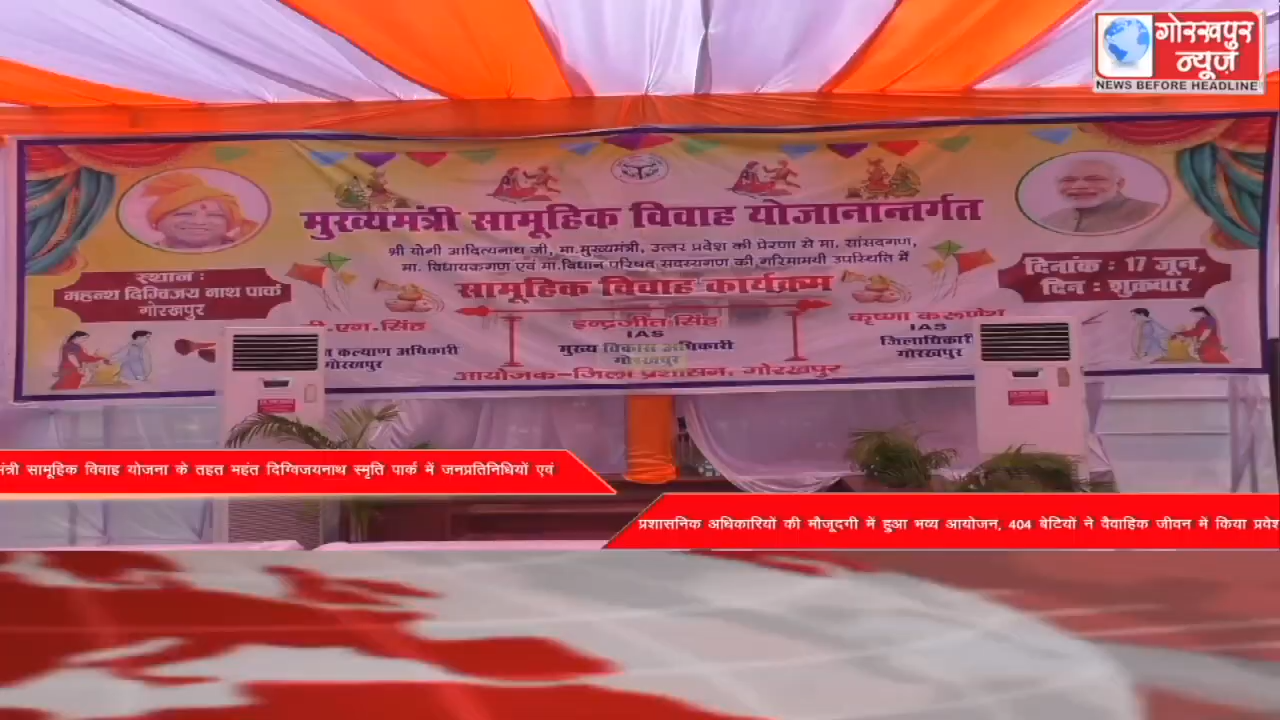 गोरखपुर
न्यूज़
NEWS BEFORE HEADLINE
मुख्यमंत्री सामूहिक विवाह योजानान्तर्गत
श्री योगी आदित्यनाथ जी, मा.मुख्यमंत्री, उत्तर प्रदेश की प्रेरणा से मा. सांसदगण,
मा. विधायकगण एवं मा.विधान परिषद सदस्यगण की गरिमामयी उपस्थिति में
सामूहिक विवाह कार्यक्रम
स्थान :
महन्थ दिग्विजय नाथ पार्क
गोरखपुर
दिनांक : 17 जून,
दिन : शुक्रवार
.एन.सिंह
कल्याण अधिकारी
गोरखपुर
इन्द्रजीत सिंह
IAS
मुख्य विकास अधिकारी
गोरखपुर
कृष्णा करूणेश
IAS
जिलाधिकारी
गोरखपुर
आयोजक-जिला प्रशासन, गोरखपुर
मंत्री सामूहिक विवाह योजना के तहत महंत दिग्विजयनाथ स्मृति पार्क में जनप्रतिनिधियों एवं
प्रशासनिक अधिकारियों की मौजूदगी में हुआ भव्य आयोजन, 404 बेटियों ने वैवाहिक जीवन में किया प्रवेश